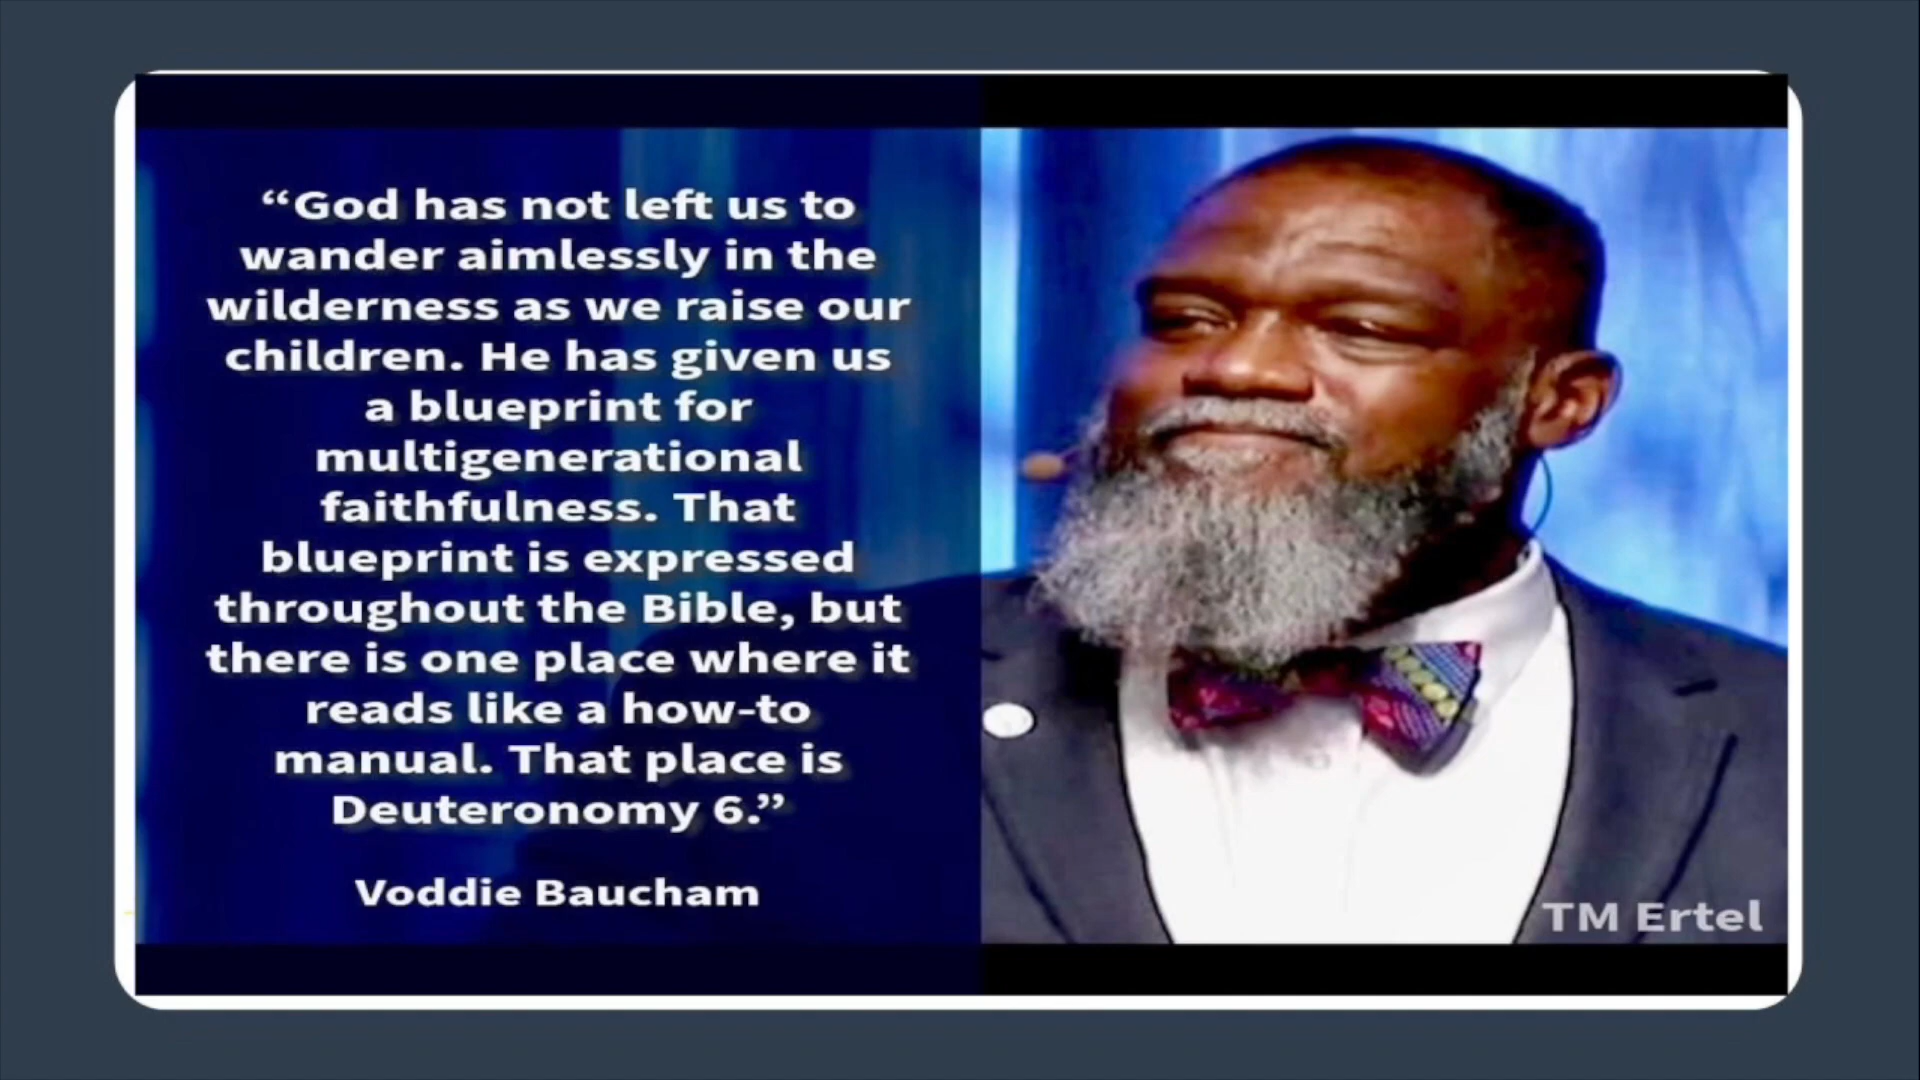 “God has not left us to
wander aimlessly in the
wilderness as we raise our
children. He has given us
a blueprint for
multigenerational
faithfulness. That
blueprint is expressed
throughout the Bible, but
there is one place where it
reads like a how-to
manual. That place is
Deuteronomy 6.”
Voddie Baucham
TM Ertel